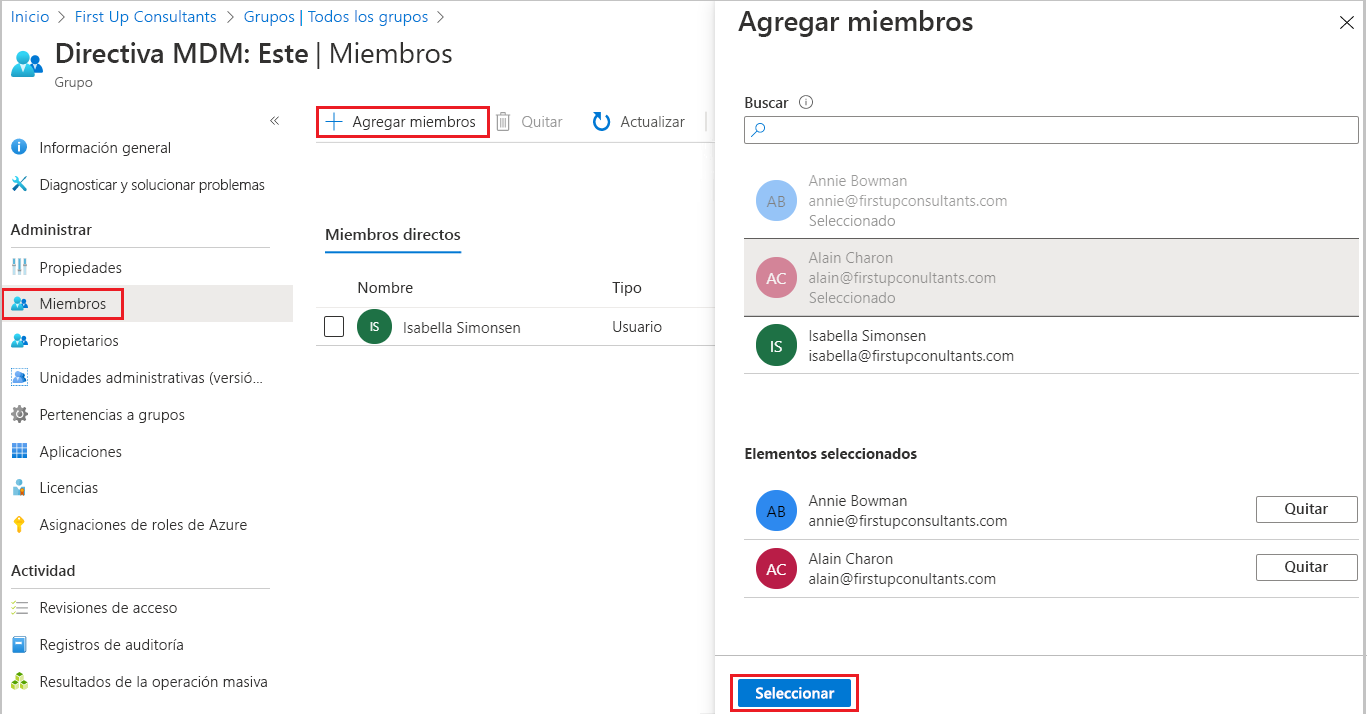 Inicio > First Up Consultants > Grupos | Todos los grupos >
Directiva MDM: Este | Miembros
Grupo
«
Información general
Diagnosticar y solucionar problemas
Administrar
Propiedades
Miembros
Propietarios
Unidades administrativas (versió...
Pertenencias a grupos
Aplicaciones
Licencias
Asignaciones de roles de Azure
Actividad
Revisiones de acceso
Registros de auditoría
Resultados de la operación masiva
Agregar miembros Quitar Actualizar
Miembros directos
Nombre Tipo
IS Isabella Simonsen Usuario
Agregar miembros
Buscar
AB
Annie Bowman
annie@firstupconsultants.com
Seleccionado
AC
Alain Charon
alain@firstupconultants.com
Seleccionado
IS
Isabella Simonsen
isabella@firstupconultants.com
Elementos seleccionados
AB
Annie Bowman
annie@firstupconsultants.com
Quitar
AC
Alain Charon
alain@firstupconultants.com
Quitar
Seleccionar